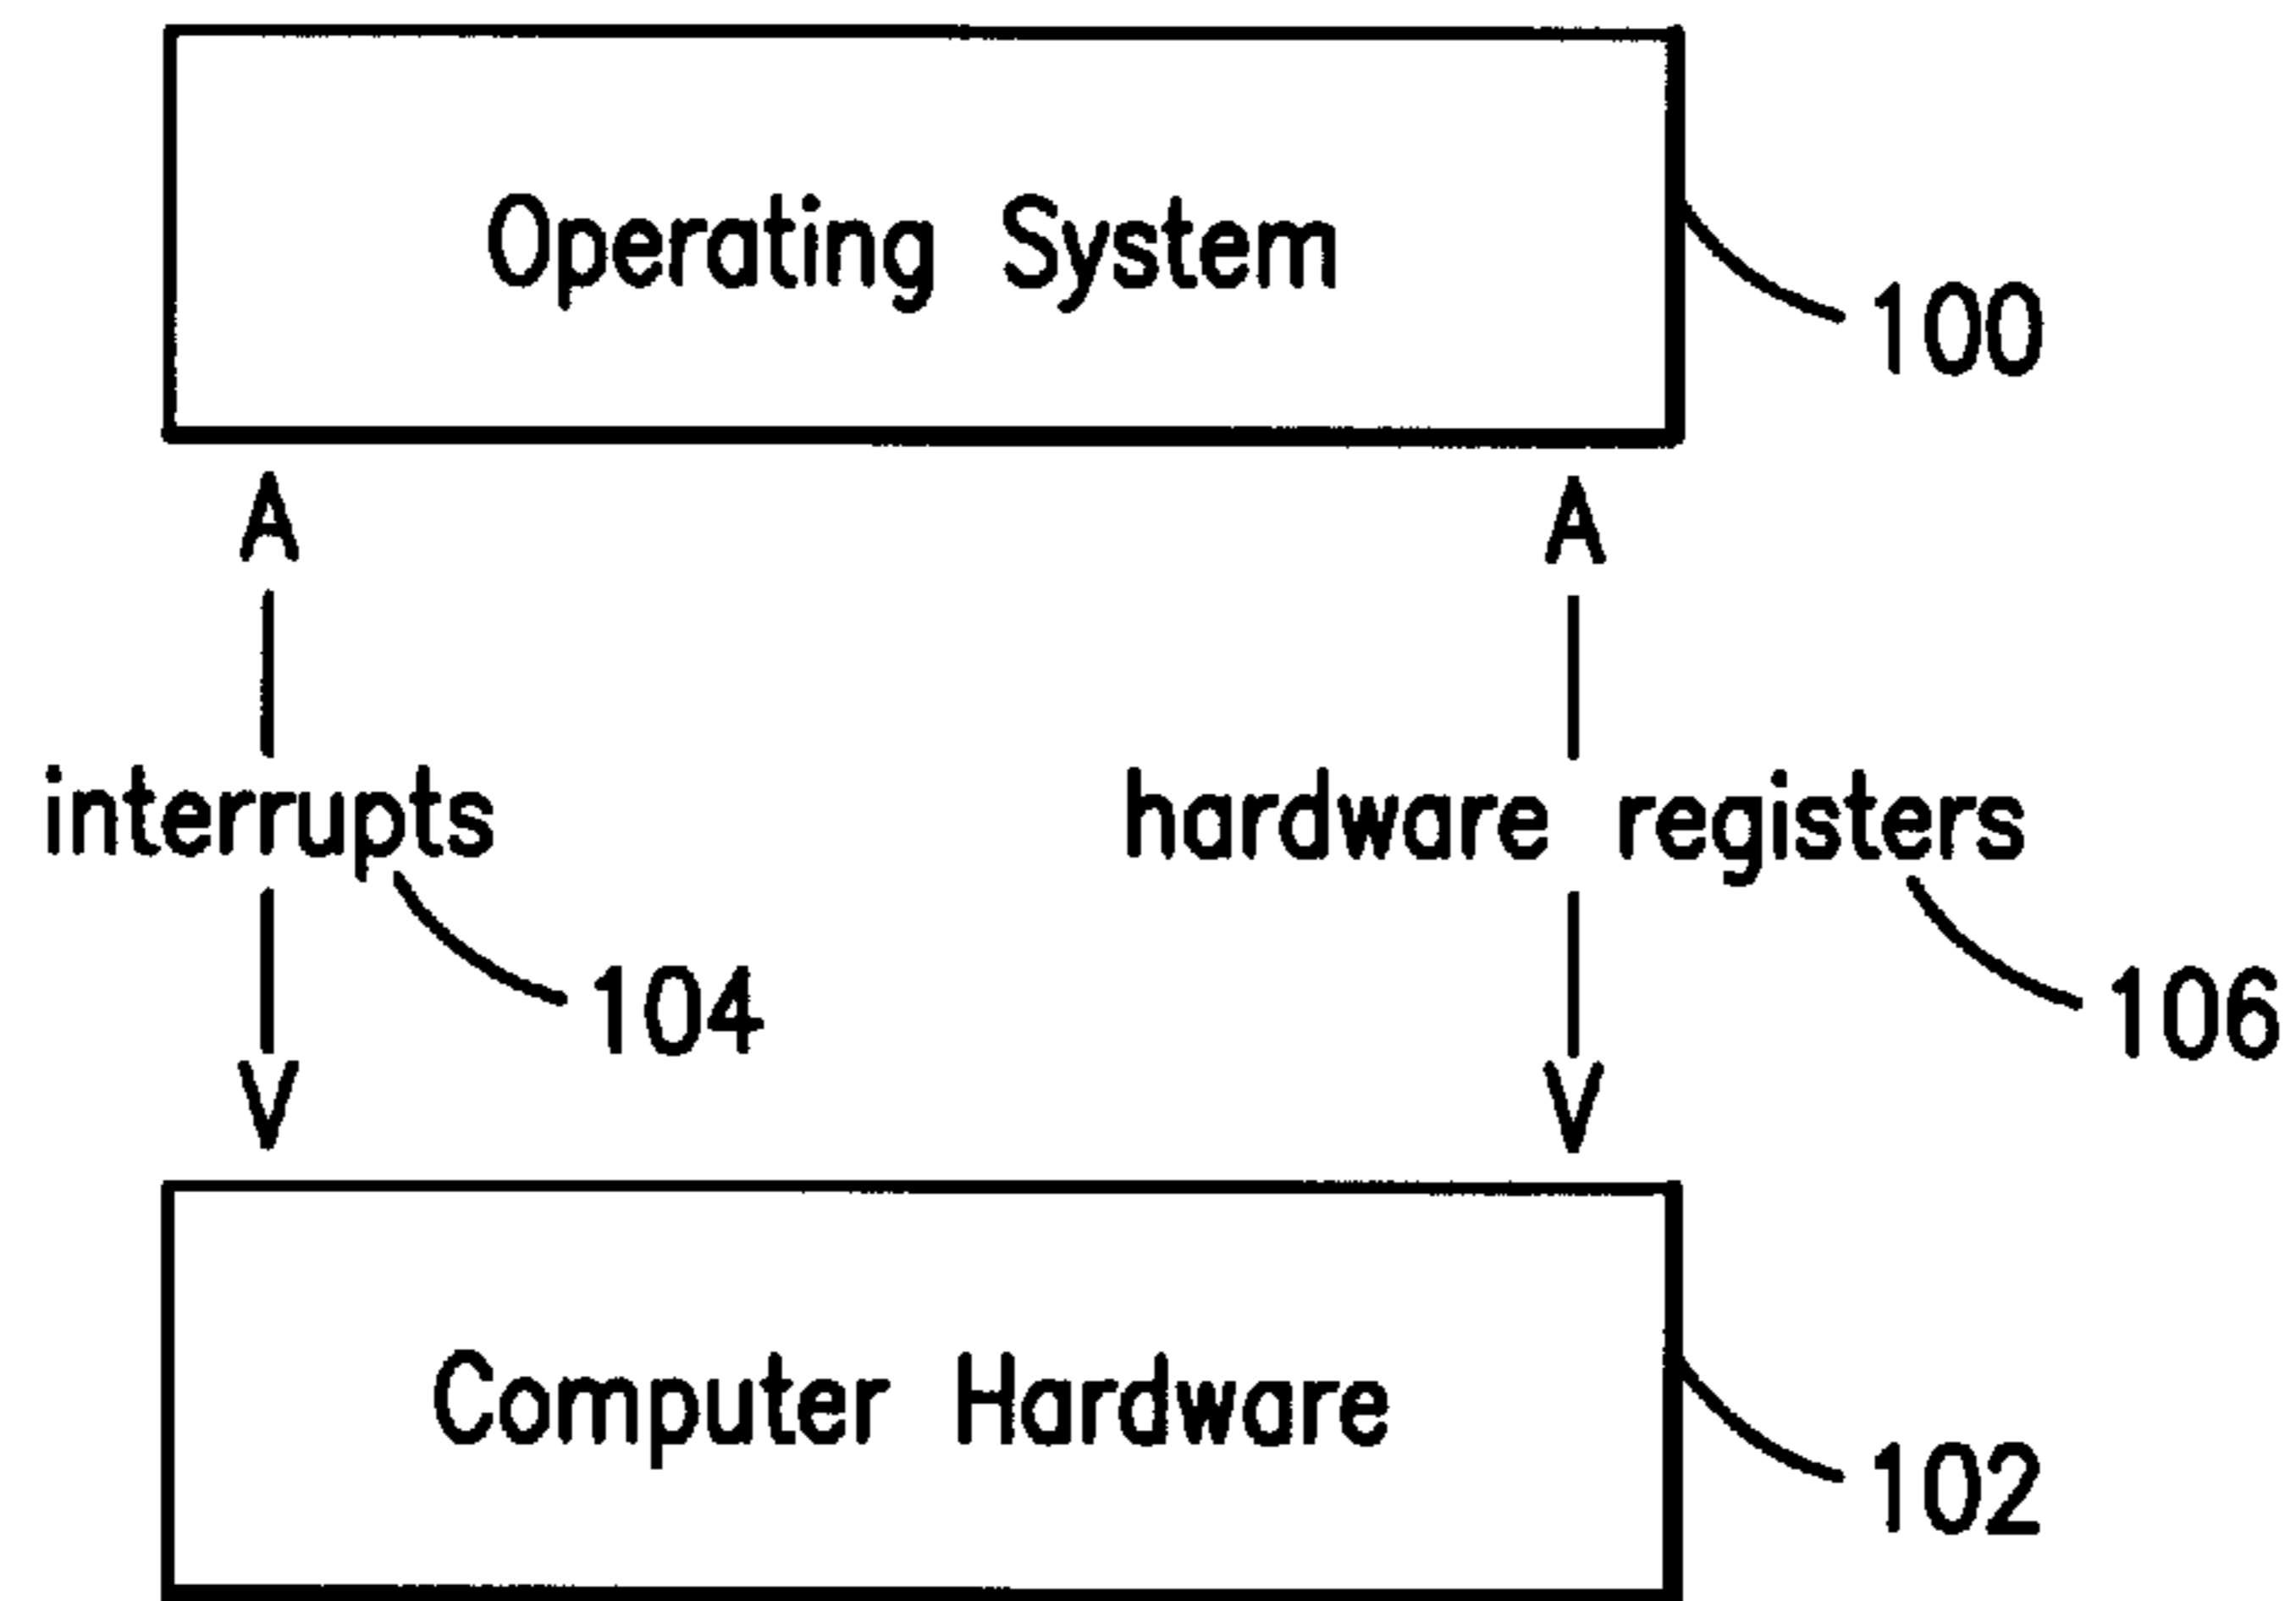 Operating System
100
interrupts
hardware registers
104
106
Computer Hardware
102